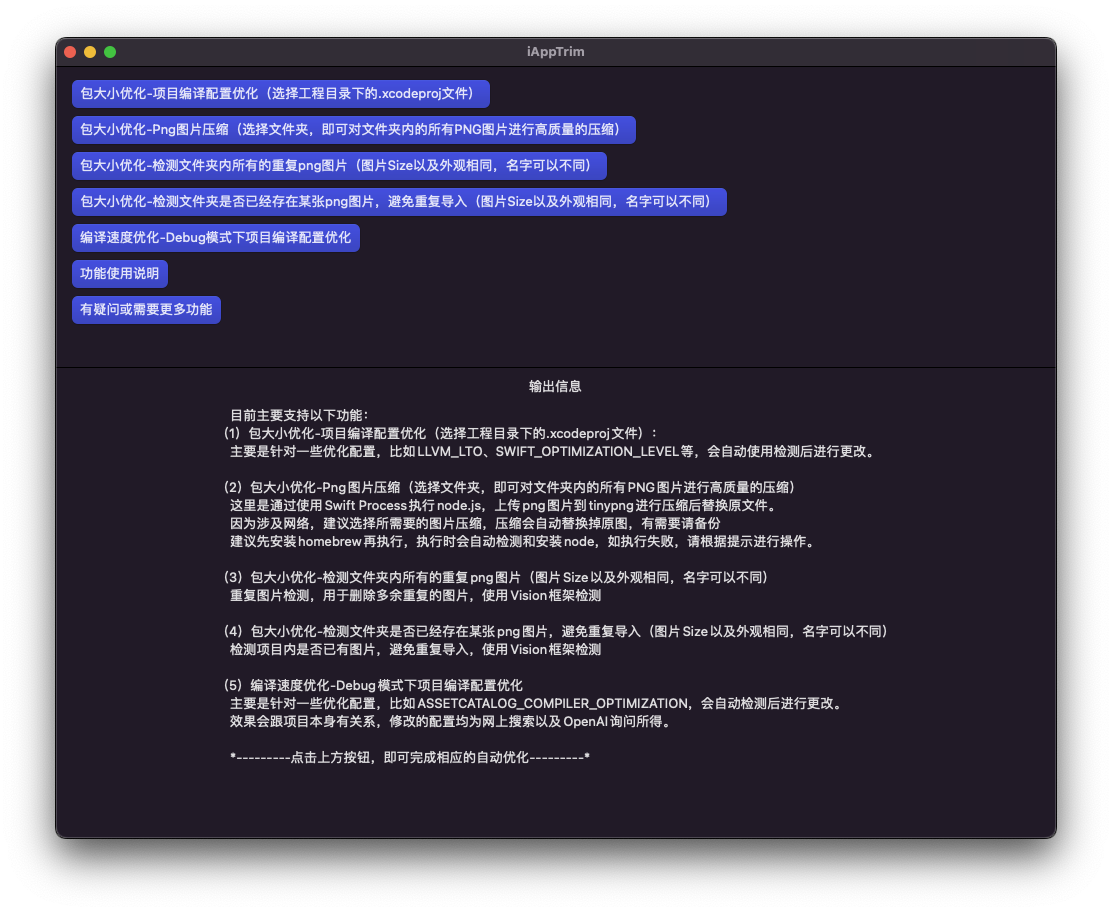 iAppTrim
包大小优化-项目编译配置优化（选择工程目录下的.xcodeproj文件）
包大小优化-Png图片压缩（选择文件夹，即可对文件夹内的所有PNG图片进行高质量的压缩）
包大小优化-检测文件夹内所有的重复png图片（图片Size以及外观相同，名字可以不同）
包大小优化-检测文件夹是否已经存在某张png图片，避免重复导入（图片Size以及外观相同，名字可以不同）
编译速度优化-Debug模式下项目编译配置优化
功能使用说明
有疑问或需要更多功能
输出信息
目前主要支持以下功能：
（1）包大小优化-项目编译配置优化（选择工程目录下的.xcodeproj文件）：
主要是针对一些优化配置，比如LLVM_LTO、SWIFT_OPTIMIZATION_LEVEL等，会自动使用检测后进行更改。
（2）包大小优化-Png图片压缩（选择文件夹，即可对文件夹内的所有PNG图片进行高质量的压缩）
这里是通过使用Swift Process执行node.js，上传png图片到tinypng进行压缩后替换原文件。
因为涉及网络，建议选择所需要的图片压缩，压缩会自动替换掉原图，有需要请备份
建议先安装homebrew再执行，执行时会自动检测和安装node，如执行失败，请根据提示进行操作。
（3）包大小优化-检测文件夹内所有的重复png图片（图片Size以及外观相同，名字可以不同）
重复图片检测，用于删除多余重复的图片，使用Vision框架检测
（4）包大小优化-检测文件夹是否已经存在某张png图片，避免重复导入（图片Size以及外观相同，名字可以不同）
检测项目内是否已有图片，避免重复导入，使用Vision框架检测
（5）编译速度优化-Debug模式下项目编译配置优化
主要是针对一些优化配置，比如ASSETCATALOG_COMPILER_OPTIMIZATION，会自动检测后进行更改。
效果会跟项目本身有关系，修改的配置均为网上搜索以及OpenAI询问所得。
*---------点击上方按钮，即可完成相应的自动优化---------*